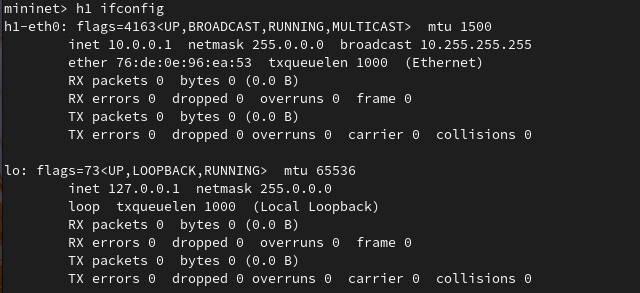 mininet> h1 ifconfig
h1-eth0: flags=4163<UP,BROADCAST,RUNNING,MULTICAST>  mtu 1500
        inet 10.0.0.1  netmask 255.0.0.0  broadcast 10.255.255.255
        ether 76:de:0e:96:ea:53  txqueuelen 1000  (Ethernet)
        RX packets 0  bytes 0 (0.0 B)
        RX errors 0  dropped 0  overruns 0  frame 0
        TX packets 0  bytes 0 (0.0 B)
        TX errors 0  dropped 0 overruns 0  carrier 0  collisions 0

lo: flags=73<UP,LOOPBACK,RUNNING>  mtu 65536
        inet 127.0.0.1  netmask 255.0.0.0
        loop  txqueuelen 1000  (Local Loopback)
        RX packets 0  bytes 0 (0.0 B)
        RX errors 0  dropped 0  overruns 0  frame 0
        TX packets 0  bytes 0 (0.0 B)
        TX errors 0  dropped 0 overruns 0  carrier 0  collisions 0